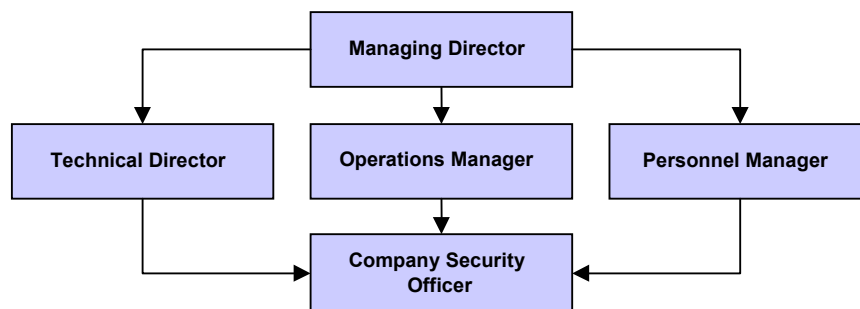 Managing Director
Technical Director
Operations Manager
Personnel Manager
Company Security
Officer